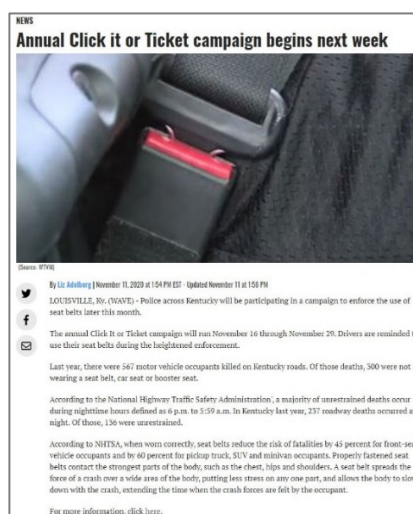 NEWS
Annual Click it or Ticket campaign begins next week
(Source: WTVM)
By Liz Adelberg | November 11, 2020 at 1:54 PM EST - Updated November 11 at 1:56 PM
LOUISVILLE, Ky. (WAVE) - Police across Kentucky will be participating in a campaign to enforce the use of
seat belts later this month.
The annual Click It or Ticket campaign will run November 16 through November 29. Drivers are reminded
use their seat belts during the heightened enforcement.
Last year, there were 567 motor vehicle occupants killed on Kentucky roads. Of those deaths, 300 were not
wearing a seat belt, car seat or booster seat.
According to the National Highway Traffic Safety Administration', a majority of unrestrained deaths occur
during nighttime hours defined as 6 p.m. to 5:59 a.m. In Kentucky last year, 237 roadway deaths occurred
night. Of those, 136 were unrestrained.
According to NHTSA, when worn correctly, seat belts reduce the risk of fatalities by 45 percent for
vehicle occupants and by 60 percent for pickup truck, SUV and minivan occupants. Properly fastened seat
belts contact the strongest parts of the body, such as the chest, hips and shoulders. A seat belt spreads the
force of a crash over a wide area of the body, putting less stress on any one part, and allows the body to
down with the crash, extending the time when the crash forces are felt by the occupant.
For more information, click here.